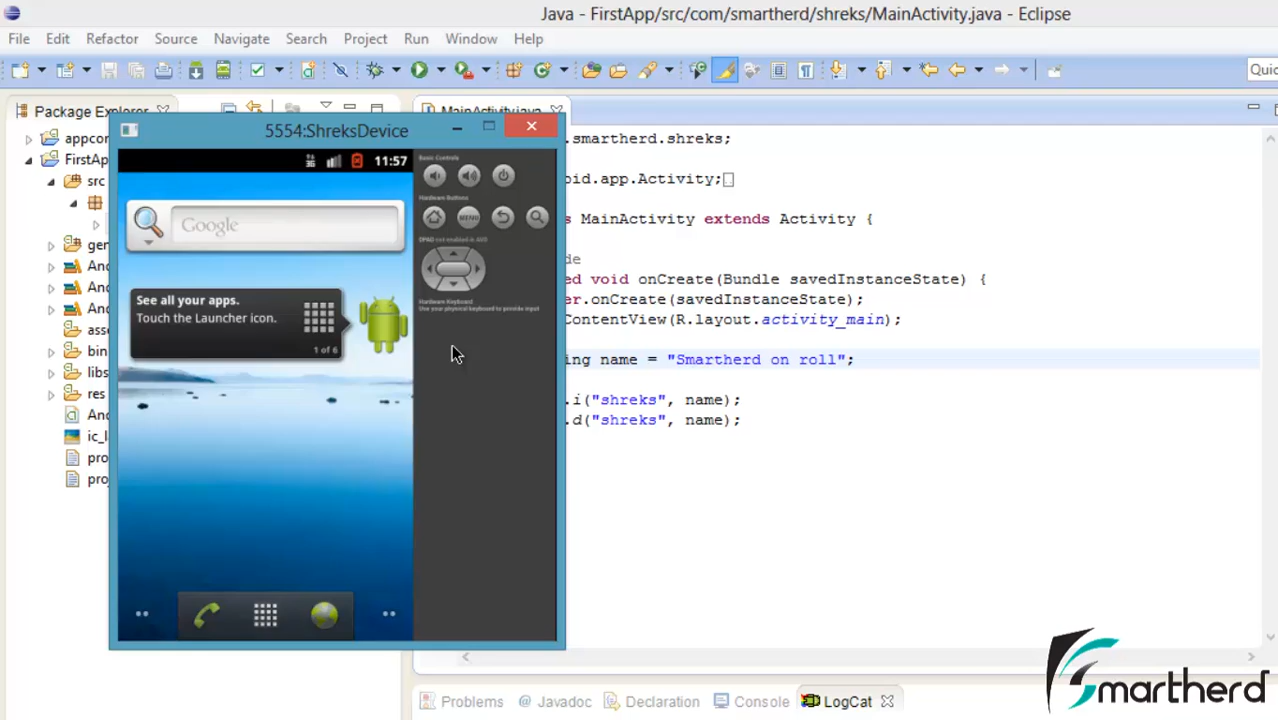 Java - FirstApp/src/com/smartherd/shreks/MainActivity.java - Eclipse
File Edit Refactor Source Navigate Search Project Run Window Help
Quic
Package Explorer
MainActivity.java
5554:ShreksDevice
appcom
FirstAp
src
gen
And
And
And
asse
bin
libs
res
And
ic_la
pro
pro
11:57
Google
See all your apps.
Touch the Launcher icon.
1 of 6
Basic Controls
Hardware Buttons
MENU
DPAD not enabled in AVD
Hardware Keyboard
Use your physical keyboard to provide input
.smartherd.shreks;
oid.app.Activity;
s MainActivity extends Activity {
de
ed void onCreate(Bundle savedInstanceState) {
er.onCreate(savedInstanceState);
ContentView(R.layout.activity_main);
ing name = "Smartherd on roll";
.i("shreks", name);
.d("shreks", name);
Problems @ Javadoc Declaration Console LogCat
Smartherd